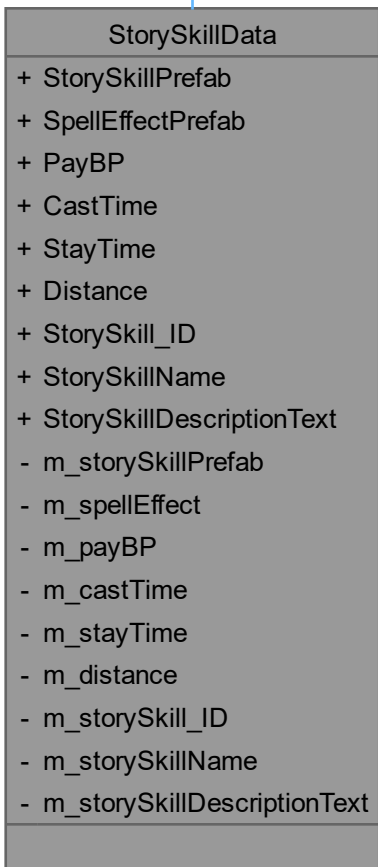 StorySkillData
+ StorySkillPrefab
+ SpellEffectPrefab
+ PayBP
+ CastTime
+ StayTime
+ Distance
+ StorySkill_ID
+ StorySkillName
+ StorySkillDescriptionText
- m_storySkillPrefab
- m_spellEffect
- m_payBP
- m_castTime
- m_stayTime
- m_distance
- m_storySkill_ID
- m_storySkillName
- m_storySkillDescriptionText